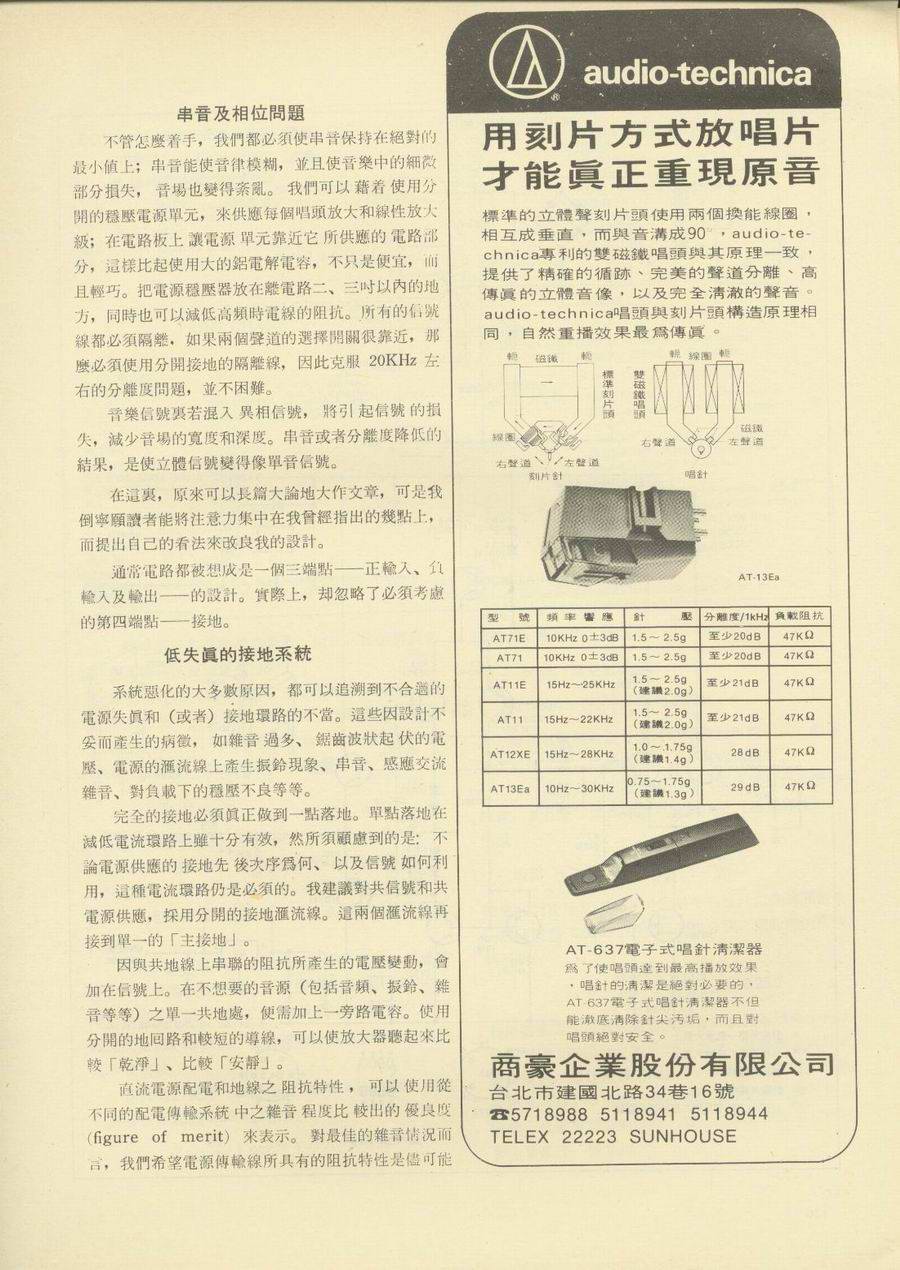 串音及相位問題
不管怎麼着手，我們都必須使串音保持在絕對的
最小値上；串音能使音律模糊，並且使音樂中的細微
部分損失，音場也變得紊亂。我們可以藉着使用分
開的穩壓電源單元，來供應每個唱頭放大和線性放大
級；在電路板上讓電源單元靠近它所供應的電路部
分，這樣比起使用大的鋁電解電容，不只是便宜，而
且輕巧。把電源穩壓器放在離電路二、三吋以內的地
方，同時也可以減低高頻時電線的阻抗。所有的信號
線都必須隔離，如果兩個聲道的選擇開關很靠近，那
麼必須使用分開接地的隔離線，因此克服 20KHz 左
右的分離度問題，並不困難。
音樂信號裏若混入異相信號，將引起信號的損
失，減少音場的寬度和深度。串音或者分離度降低的
結果，是使立體信號變得像單音信號。
在這裏，原來可以長篇大論地大作文章，可是我
倒寧願讀者能將注意力集中在我曾經指出的幾點上，
而提出自己的看法來改良我的設計。
通常電路都被想成是一個三端點——正輸入、負
輸入及輸出——的設計。實際上，却忽略了必須考慮
的第四端點——接地。
低失眞的接地系統
系統惡化的大多數原因，都可以追溯到不合適的
電源失眞和（或者）接地環路的不當。這些因設計不
妥而產生的病徵，如雜音過多、鋸齒波狀起伏的電
壓、電源的滙流線上產生振鈴現象、串音、感應交流
雜音、對負載下的穩壓不良等等。
完全的接地必須眞正做到一點落地。單點落地在
減低電流環路上雖十分有效，然所須顧慮到的是：不
論電源供應的接地先後次序爲何、以及信號如何利
用，這種電流環路仍是必須的。我建議對共信號和共
電源供應，採用分開的接地滙流線。這兩個滙流線再
接到單一的「主接地」。
因與共地線上串聯的阻抗所產生的電壓變動，會
加在信號上。在不想要的音源（包括音頻、振鈴、雜
音等等）之單一共地處，便需加上一旁路電容。使用
分開的地回路和較短的導線，可以使放大器聽起來比
較「乾淨」、比較「安靜」。
直流電源配電和地線之阻抗特性，可以使用從
不同的配電傳輸系統中之雜音程度比較出的優良度
(figure of merit) 來表示。對最佳的雜音情況而
言，我們希望電源傳輸線所具有的阻抗特性是儘可能
audio-technica
®
用刻片方式放唱片
才能眞正重現原音
標準的立體聲刻片頭使用兩個換能線圈，
相互成垂直，而與音溝成90°，audio-te-
chnica專利的雙磁鐵唱頭與其原理一致，
提供了精確的循跡、完美的聲道分離、高
傳眞的立體音像，以及完全清澈的聲音。
audio-technica唱頭與刻片頭構造原理相
同，自然重播效果最爲傳眞。
軛 磁鐵 軛
標準刻片頭
線圈
右聲道 左聲道
刻片針
雙磁鐵唱頭
軛 線圈 軛
磁鐵
右聲道 左聲道
唱針
AT-13Ea
型號 頻率響應 針壓 分離度/1kHz 負載阻抗
AT71E 10KHz 0±3dB 1.5～2.5g 至少20dB 47KΩ
AT71 10KHz 0±3dB 1.5～2.5g 至少20dB 47KΩ
AT11E 15Hz～25KHz 1.5～2.5g（建議2.0g） 至少21dB 47KΩ
AT11 15Hz～22KHz 1.5～2.5g（建議2.0g） 至少21dB 47KΩ
AT12XE 15Hz～28KHz 1.0～1.75g（建議1.4g） 28dB 47KΩ
AT13Ea 10Hz～30KHz 0.75～1.75g（建議1.3g） 29dB 47KΩ
AT-637電子式唱針清潔器
爲了使唱頭達到最高播放效果
，唱針的清潔是絕對必要的，
AT-637電子式唱針清潔器不但
能澈底清除針尖污垢，而且對
唱頭絕對安全。
商豪企業股份有限公司
台北市建國北路34巷16號
☎5718988 5118941 5118944
TELEX 22223 SUNHOUSE